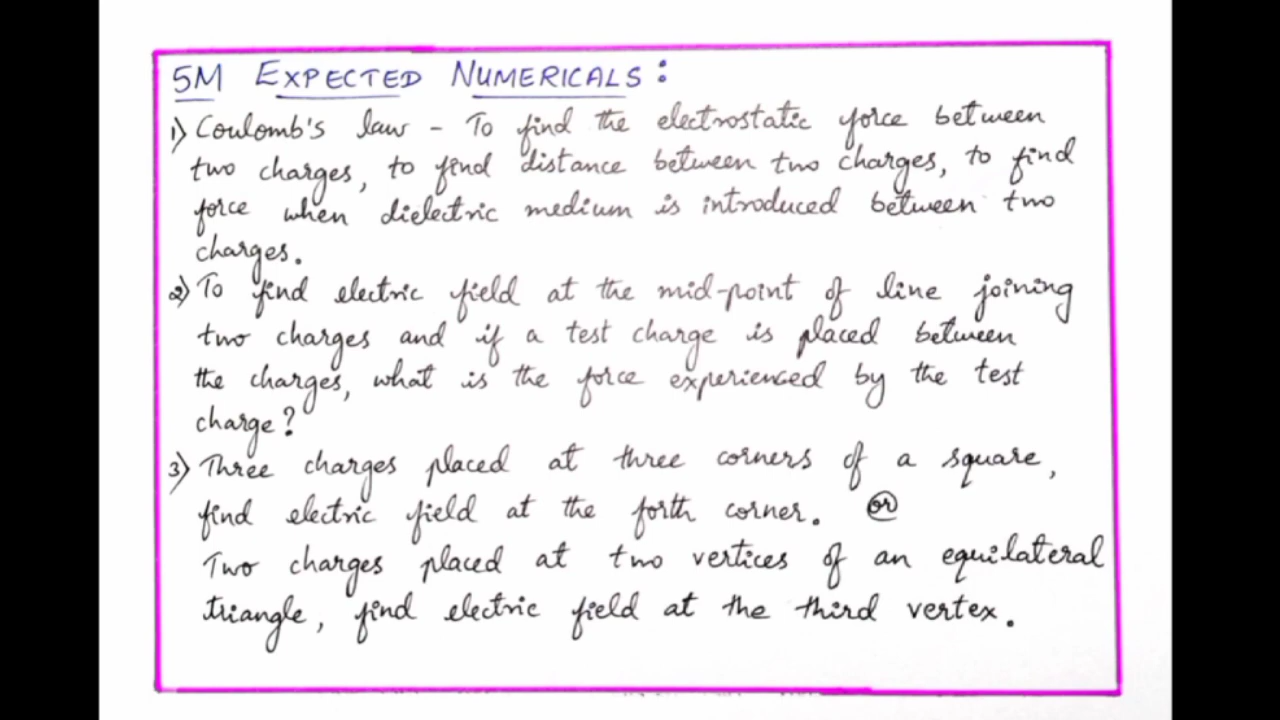 5M EXPECTED NUMERICALS:
1) Coulomb's law - To find the electrostatic force between
two charges, to find distance between two charges, to find
force when dielectric medium is introduced between two
charges.
2) To find electric field at the mid-point of line joining
two charges and if a test charge is placed between
the charges, what is the force experienced by the test
charge?
3) Three charges placed at three corners of a square,
find electric field at the forth corner. or
Two charges placed at two vertices of an equilateral
triangle, find electric field at the third vertex.